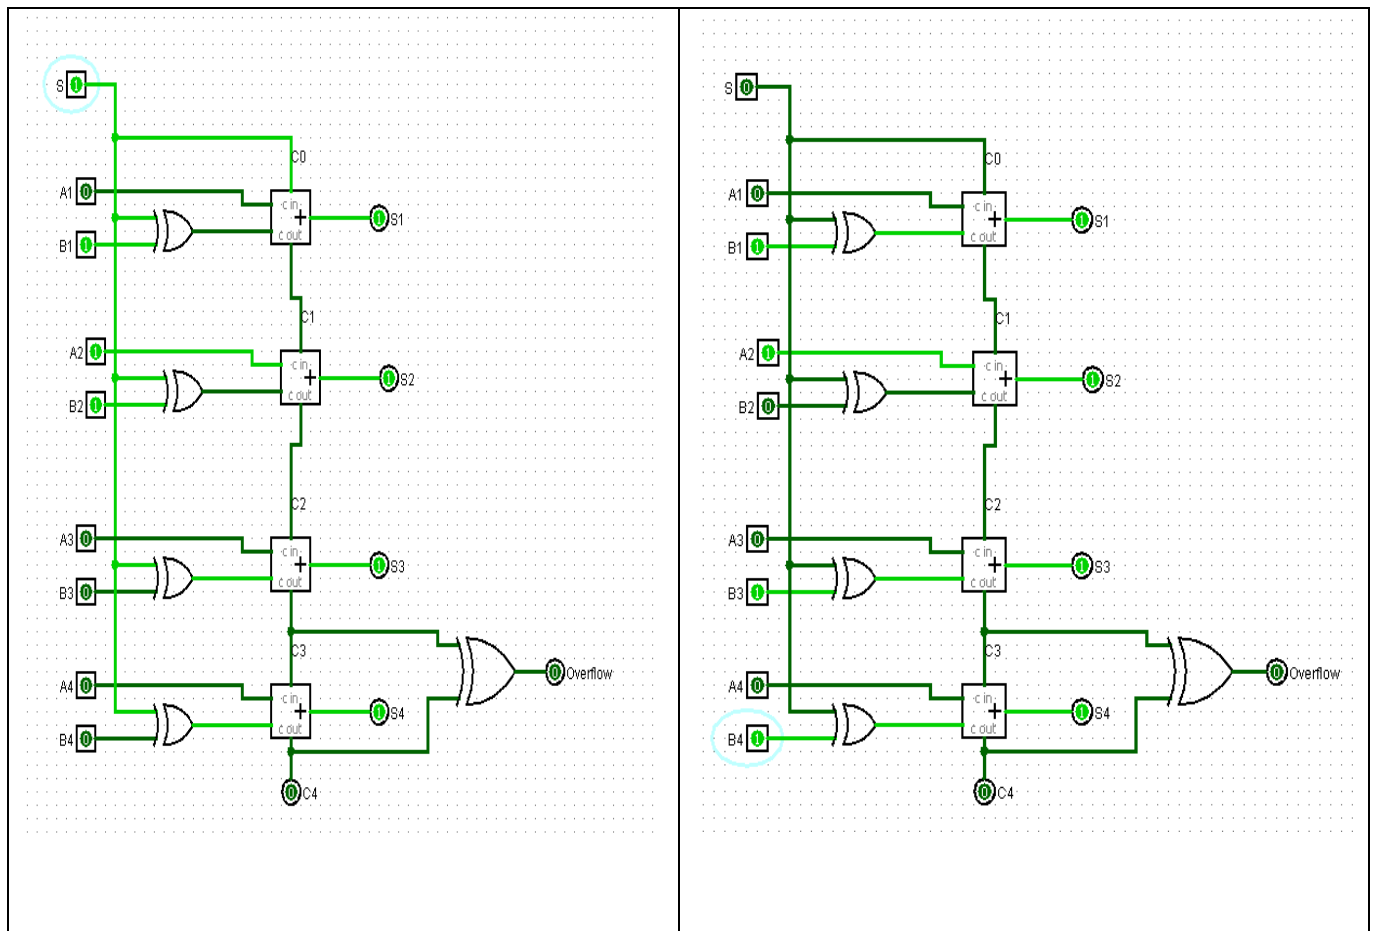 S 1
C0
A1 0
c in
+
S1 1
c out
B1 1
C1
A2 1
c in
+
1 S2
c out
B2 1
C2
A3 0
c in
+
1 S3
c out
B3 0
C3
0 Overflow
A4 0
c in
+
1 S4
c out
B4 0
0 C4
S 0
C0
A1 0
c in
+
1 S1
c out
B1 1
C1
A2 1
c in
+
1 S2
c out
B2 0
C2
A3 0
c in
+
1 S3
c out
B3 1
C3
0 Overflow
A4 0
c in
+
1 S4
c out
B4 1
0 C4